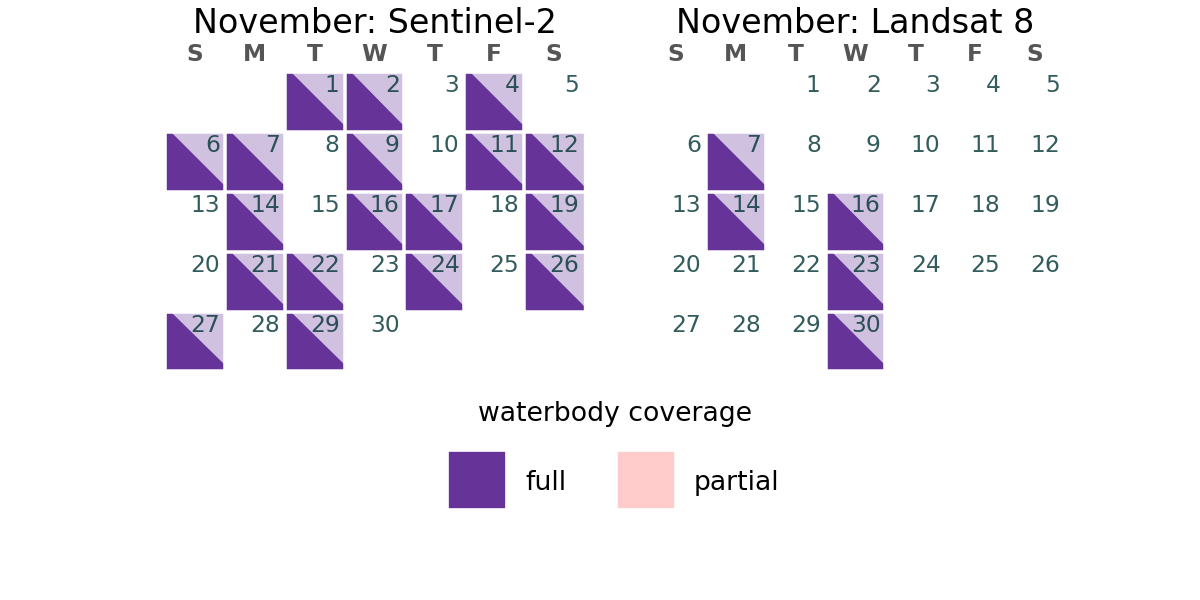 November: Sentinel-2
S M T W T F S
1 2 3 4 5
6 7 8 9 10 11 12
13 14 15 16 17 18 19
20 21 22 23 24 25 26
27 28 29 30
November: Landsat 8
S M T W T F S
1 2 3 4 5
6 7 8 9 10 11 12
13 14 15 16 17 18 19
20 21 22 23 24 25 26
27 28 29 30
waterbody coverage
full partial